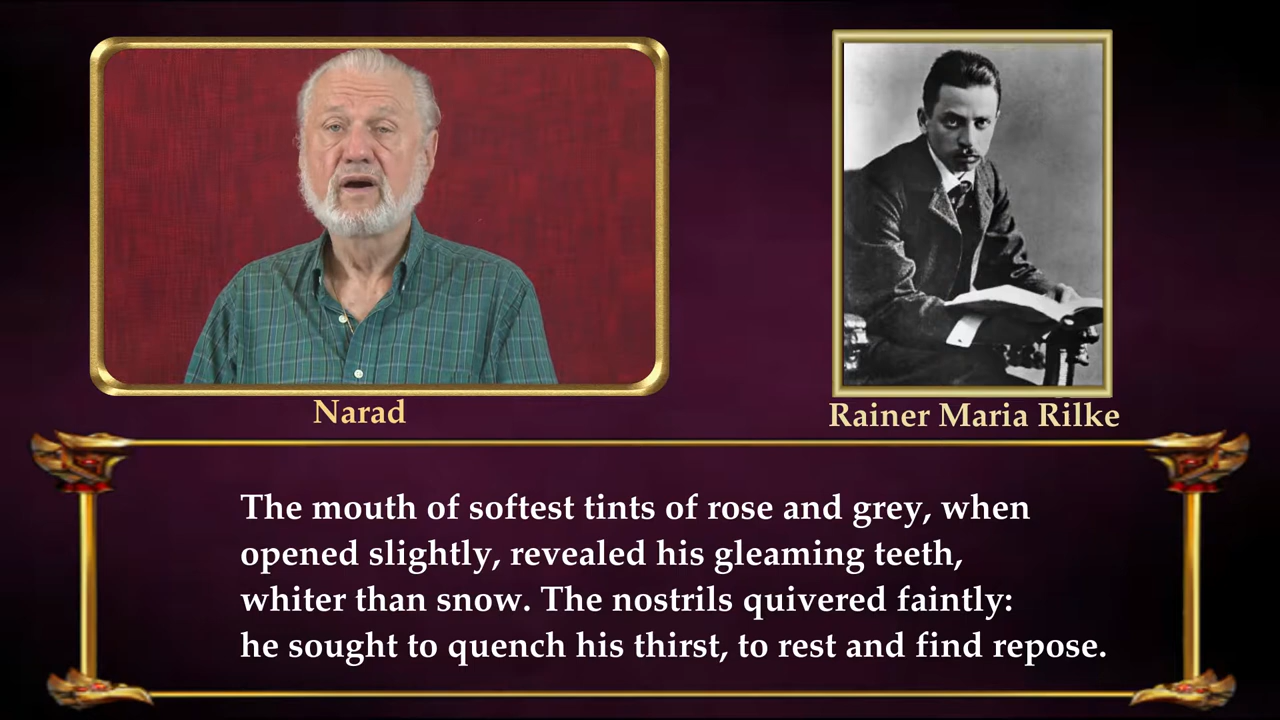 Narad
Rainer Maria Rilke
The mouth of softest tints of rose and grey, when
opened slightly, revealed his gleaming teeth,
whiter than snow. The nostrils quivered faintly:
he sought to quench his thirst, to rest and find repose.